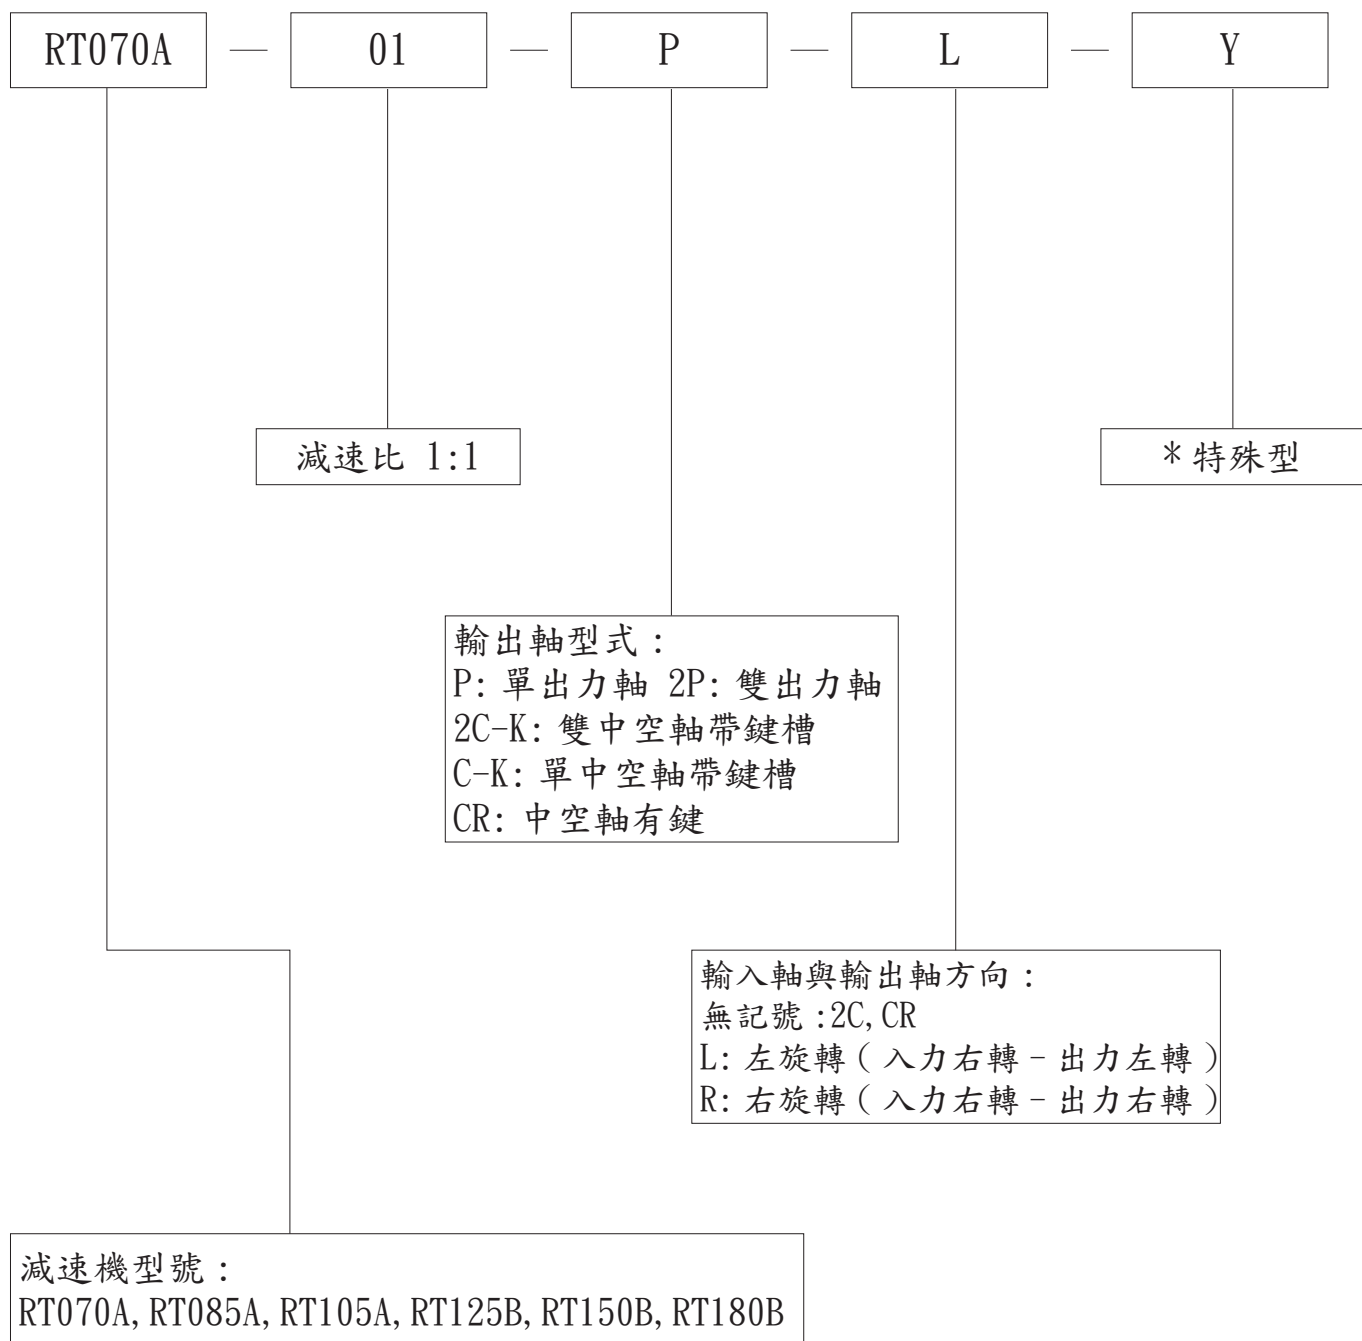 RT070A — 01 — P — L — Y
減速比 1:1
*特殊型
輸出軸型式：
P: 單出力軸 2P: 雙出力軸
2C-K: 雙中空軸帶鍵槽
C-K: 單中空軸帶鍵槽
CR: 中空軸有鍵
輸入軸與輸出軸方向：
無記號:2C,CR
L: 左旋轉（入力右轉-出力左轉）
R: 右旋轉（入力右轉-出力右轉）
減速機型號：
RT070A,RT085A,RT105A,RT125B,RT150B,RT180B